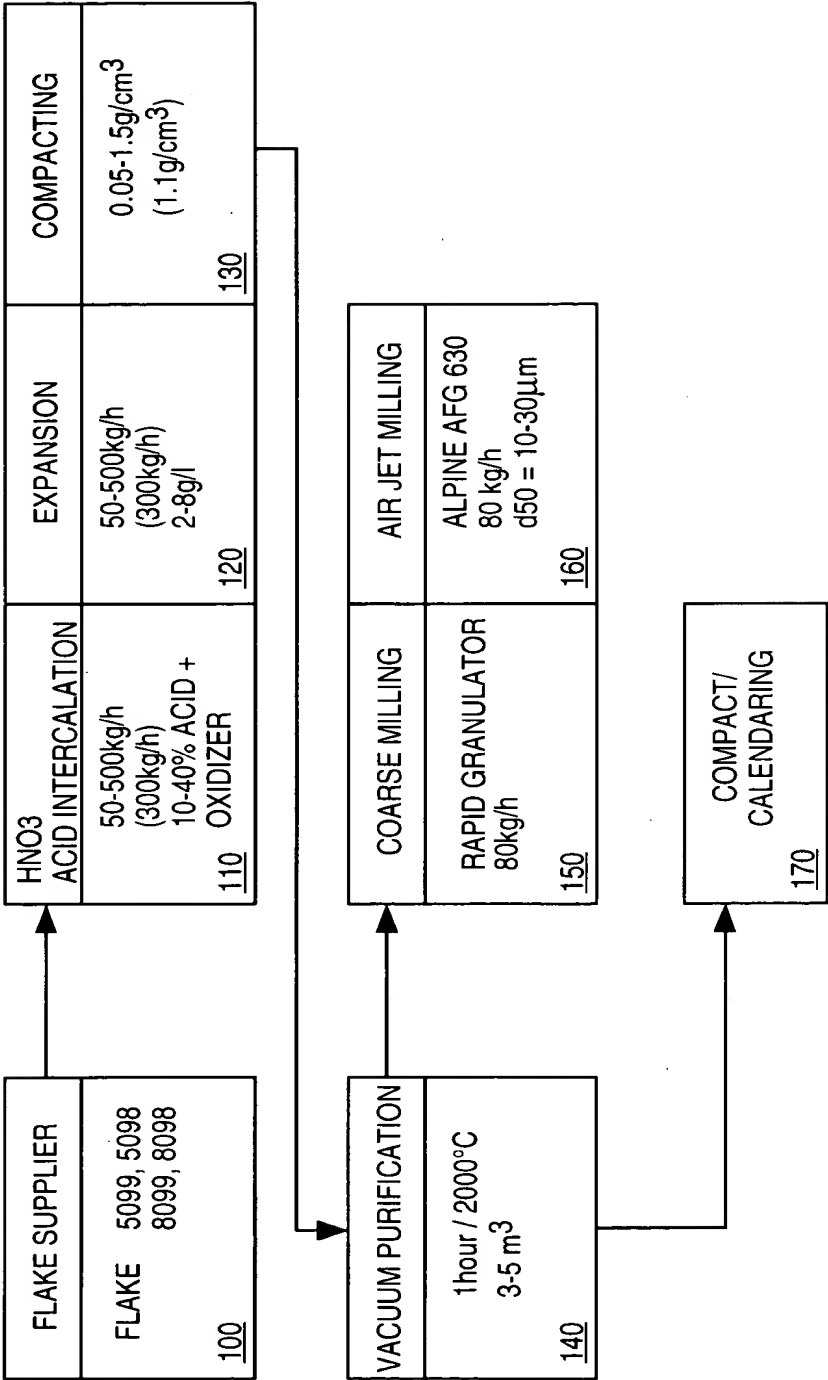 FLAKE SUPPLIER
FLAKE 5099, 5098
8099, 8098
100
HNO3
ACID INTERCALATION
50-500kg/h
(300kg/h)
10-40% ACID +
OXIDIZER
110
EXPANSION
50-500kg/h
(300kg/h)
2-8g/l
120
COMPACTING
0.05-1.5g/cm³
(1.1g/cm³)
130
VACUUM PURIFICATION
1hour / 2000°C
3-5 m³
140
COARSE MILLING
RAPID GRANULATOR
80kg/h
150
AIR JET MILLING
ALPINE AFG 630
80 kg/h
d50 = 10-30µm
160
COMPACT/
CALENDARING
170